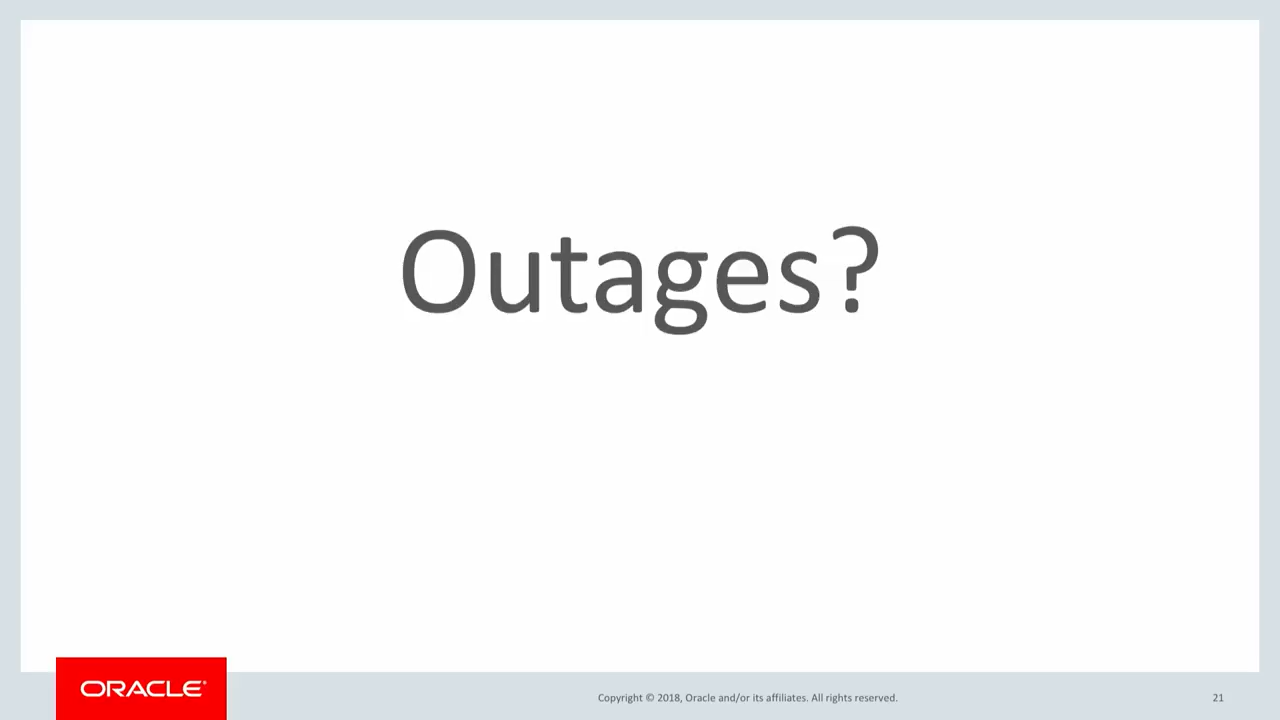 Outages?
ORACLE®
Copyright © 2018, Oracle and/or its affiliates. All rights reserved.
21